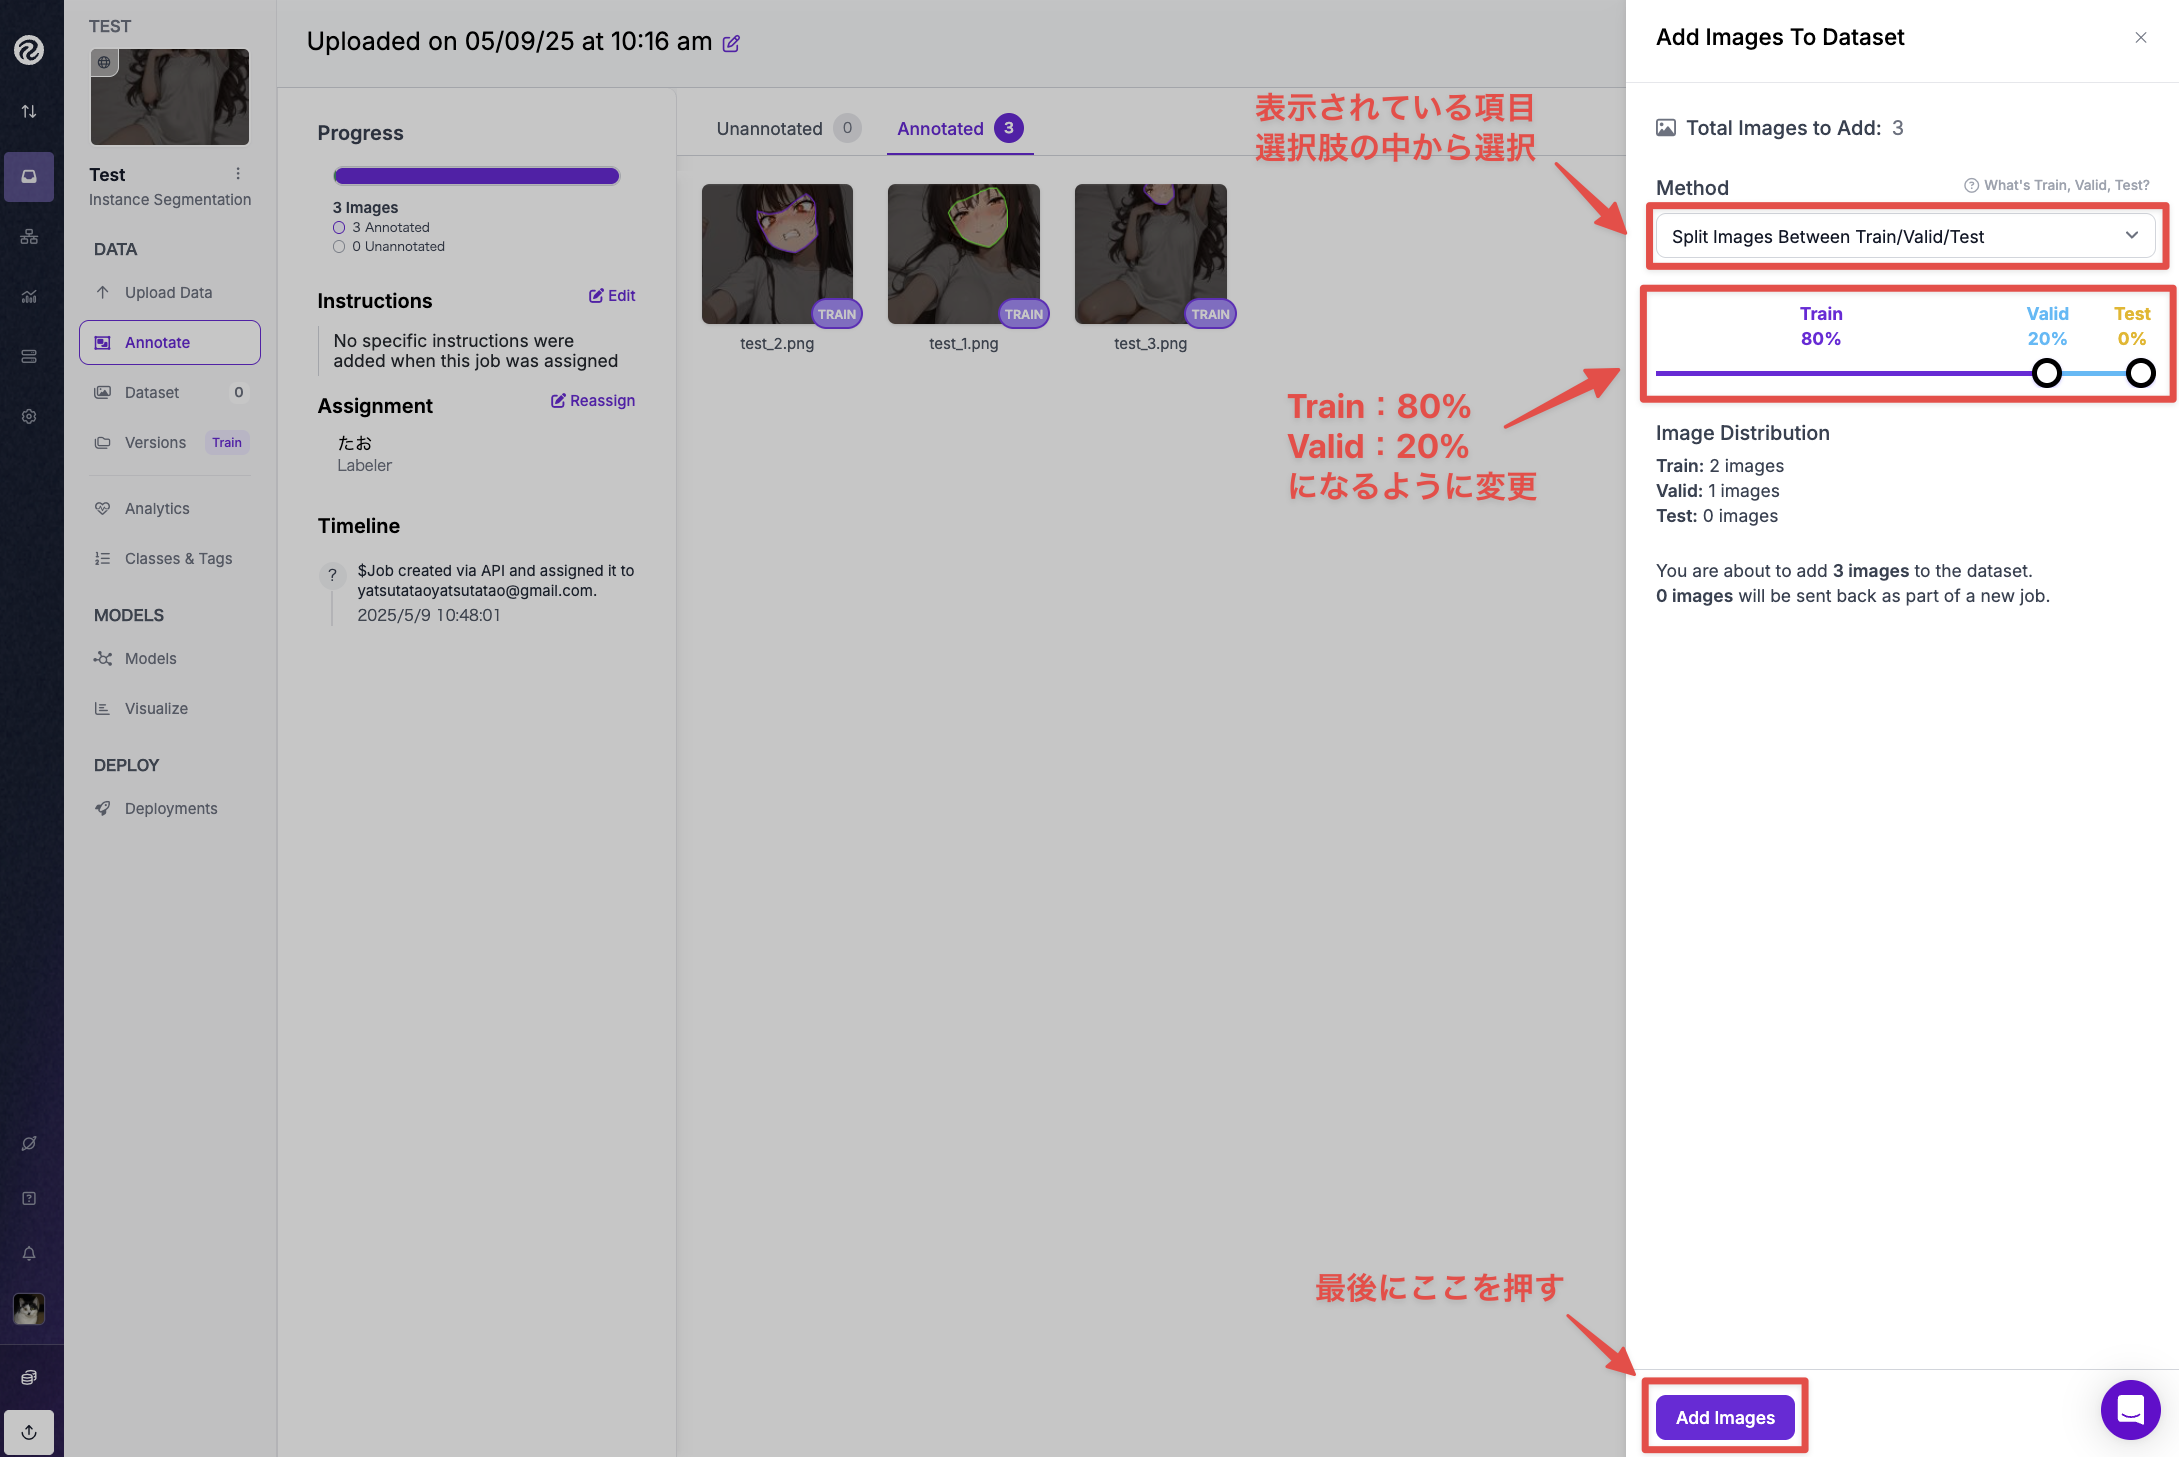 TEST
Test
Instance Segmentation
DATA
Upload Data
Annotate
Dataset 0
Versions Train
Analytics
Classes & Tags
MODELS
Models
Visualize
DEPLOY
Deployments
Uploaded on 05/09/25 at 10:16 am
Progress
3 Images
3 Annotated
0 Unannotated
Instructions Edit
No specific instructions were
added when this job was assigned
Assignment Reassign
たお
Labeler
Timeline
? $Job created via API and assigned it to
yatsutataoyatsutatao@gmail.com.
2025/5/9 10:48:01
Unannotated 0 Annotated 3
TRAIN TRAIN TRAIN
test_2.png test_1.png test_3.png
表示されている項目
選択肢の中から選択
Train：80%
Valid：20%
になるように変更
最後にここを押す
Add Images To Dataset
Total Images to Add: 3
Method ? What's Train, Valid, Test?
Split Images Between Train/Valid/Test
Train Valid Test
80% 20% 0%
Image Distribution
Train: 2 images
Valid: 1 images
Test: 0 images
You are about to add 3 images to the dataset.
0 images will be sent back as part of a new job.
Add Images